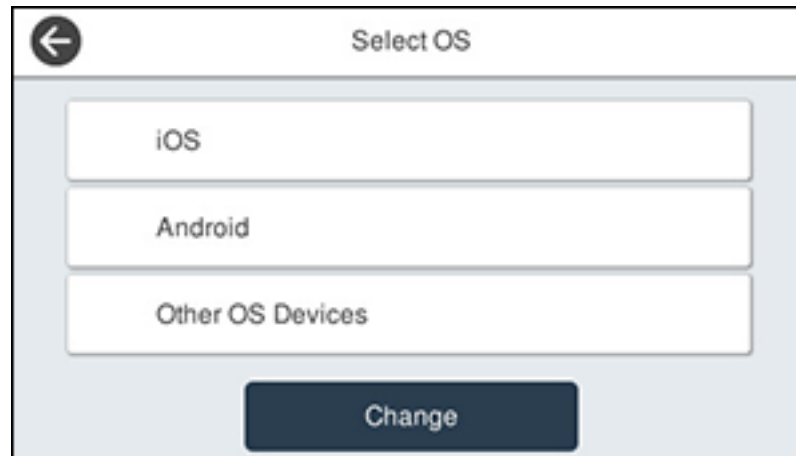 Select OS
iOS
Android
Other OS Devices
Change